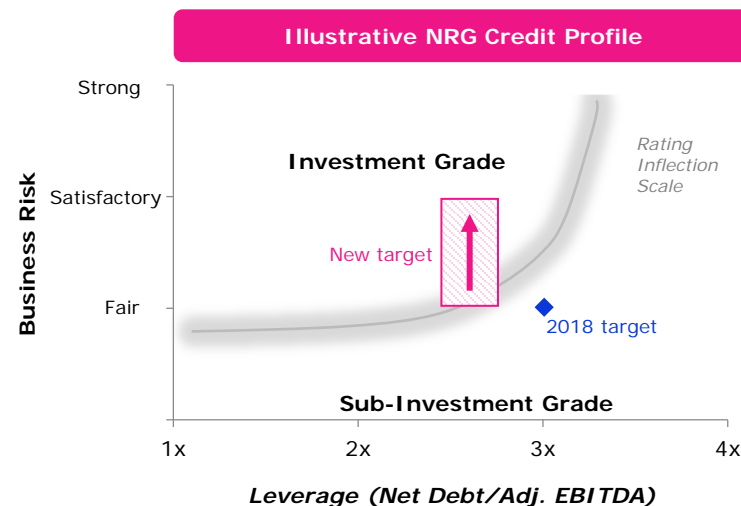 Illustrative NRG Credit Profile
Strong
Rating
Inflection
Scale
Investment Grade
Satisfactory
New target
Business Risk
Fair
2018 target
Sub-Investment Grade
1x
2x
3x
4x
Leverage (Net Debt/Adj. EBITDA)